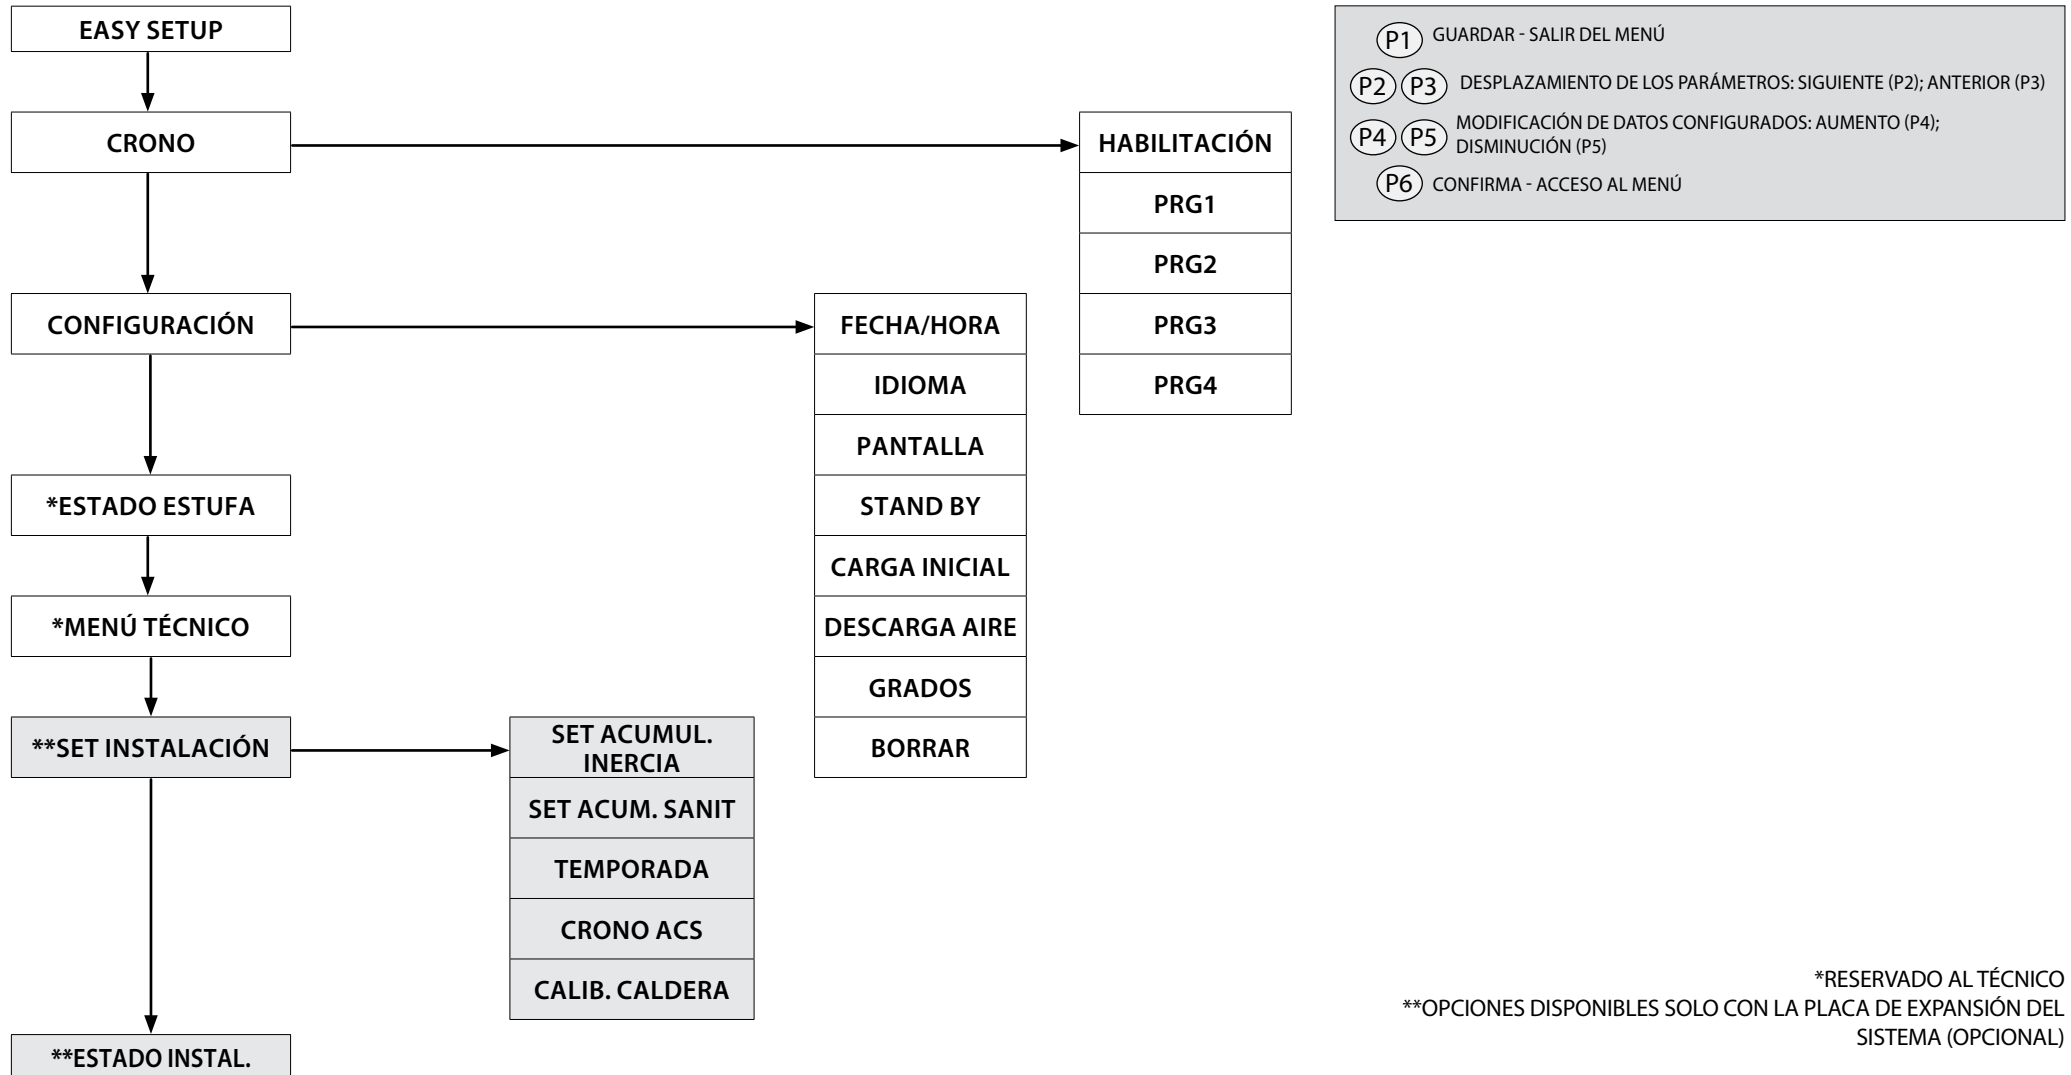 EASY SETUP
CRONO
CONFIGURACIÓN
*ESTADO ESTUFA
*MENÚ TÉCNICO
**SET INSTALACIÓN
**ESTADO INSTAL.
SET ACUMUL.
INERCIA
SET ACUM. SANIT
TEMPORADA
CRONO ACS
CALIB. CALDERA
FECHA/HORA
IDIOMA
PANTALLA
STAND BY
CARGA INICIAL
DESCARGA AIRE
GRADOS
BORRAR
HABILITACIÓN
PRG1
PRG2
PRG3
PRG4
P1 GUARDAR - SALIR DEL MENÚ
P2 P3 DESPLAZAMIENTO DE LOS PARÁMETROS: SIGUIENTE (P2); ANTERIOR (P3)
P4 P5 MODIFICACIÓN DE DATOS CONFIGURADOS: AUMENTO (P4);
DISMINUCIÓN (P5)
P6 CONFIRMA - ACCESO AL MENÚ
*RESERVADO AL TÉCNICO
**OPCIONES DISPONIBLES SOLO CON LA PLACA DE EXPANSIÓN DEL
SISTEMA (OPCIONAL)